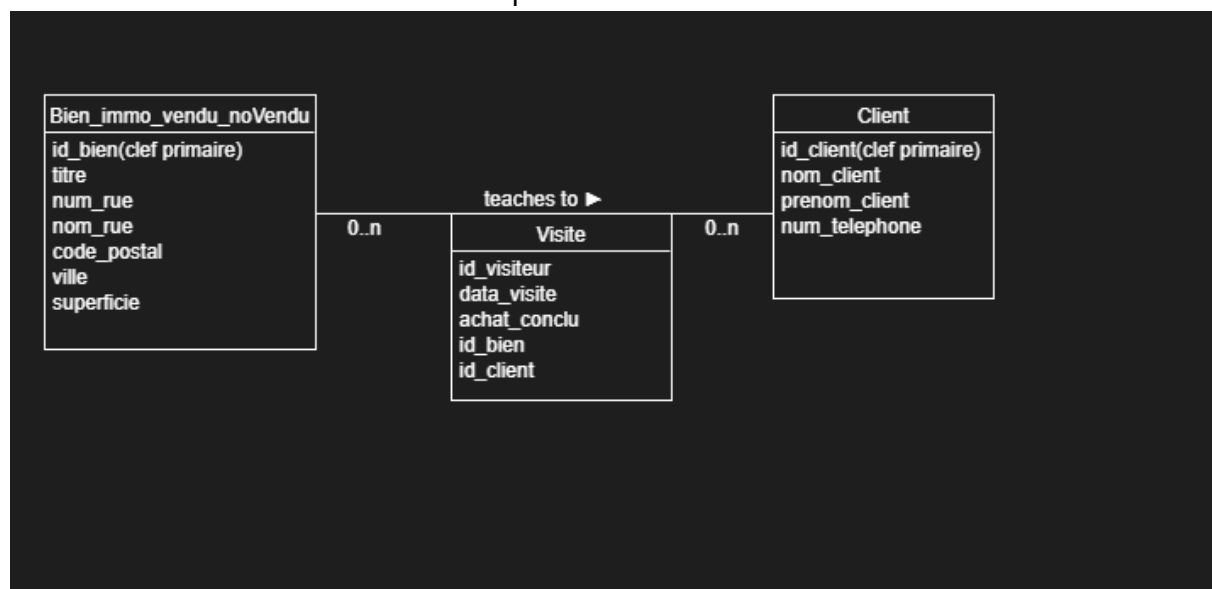 Bien_immo_vendu_noVendu
id_bien(clef primaire)
titre
num_rue
nom_rue
code_postal
ville
superficie
0..n
teaches to ►
Visite
id_visiteur
data_visite
achat_conclu
id_bien
id_client
0..n
Client
id_client(clef primaire)
nom_client
prenom_client
num_telephone